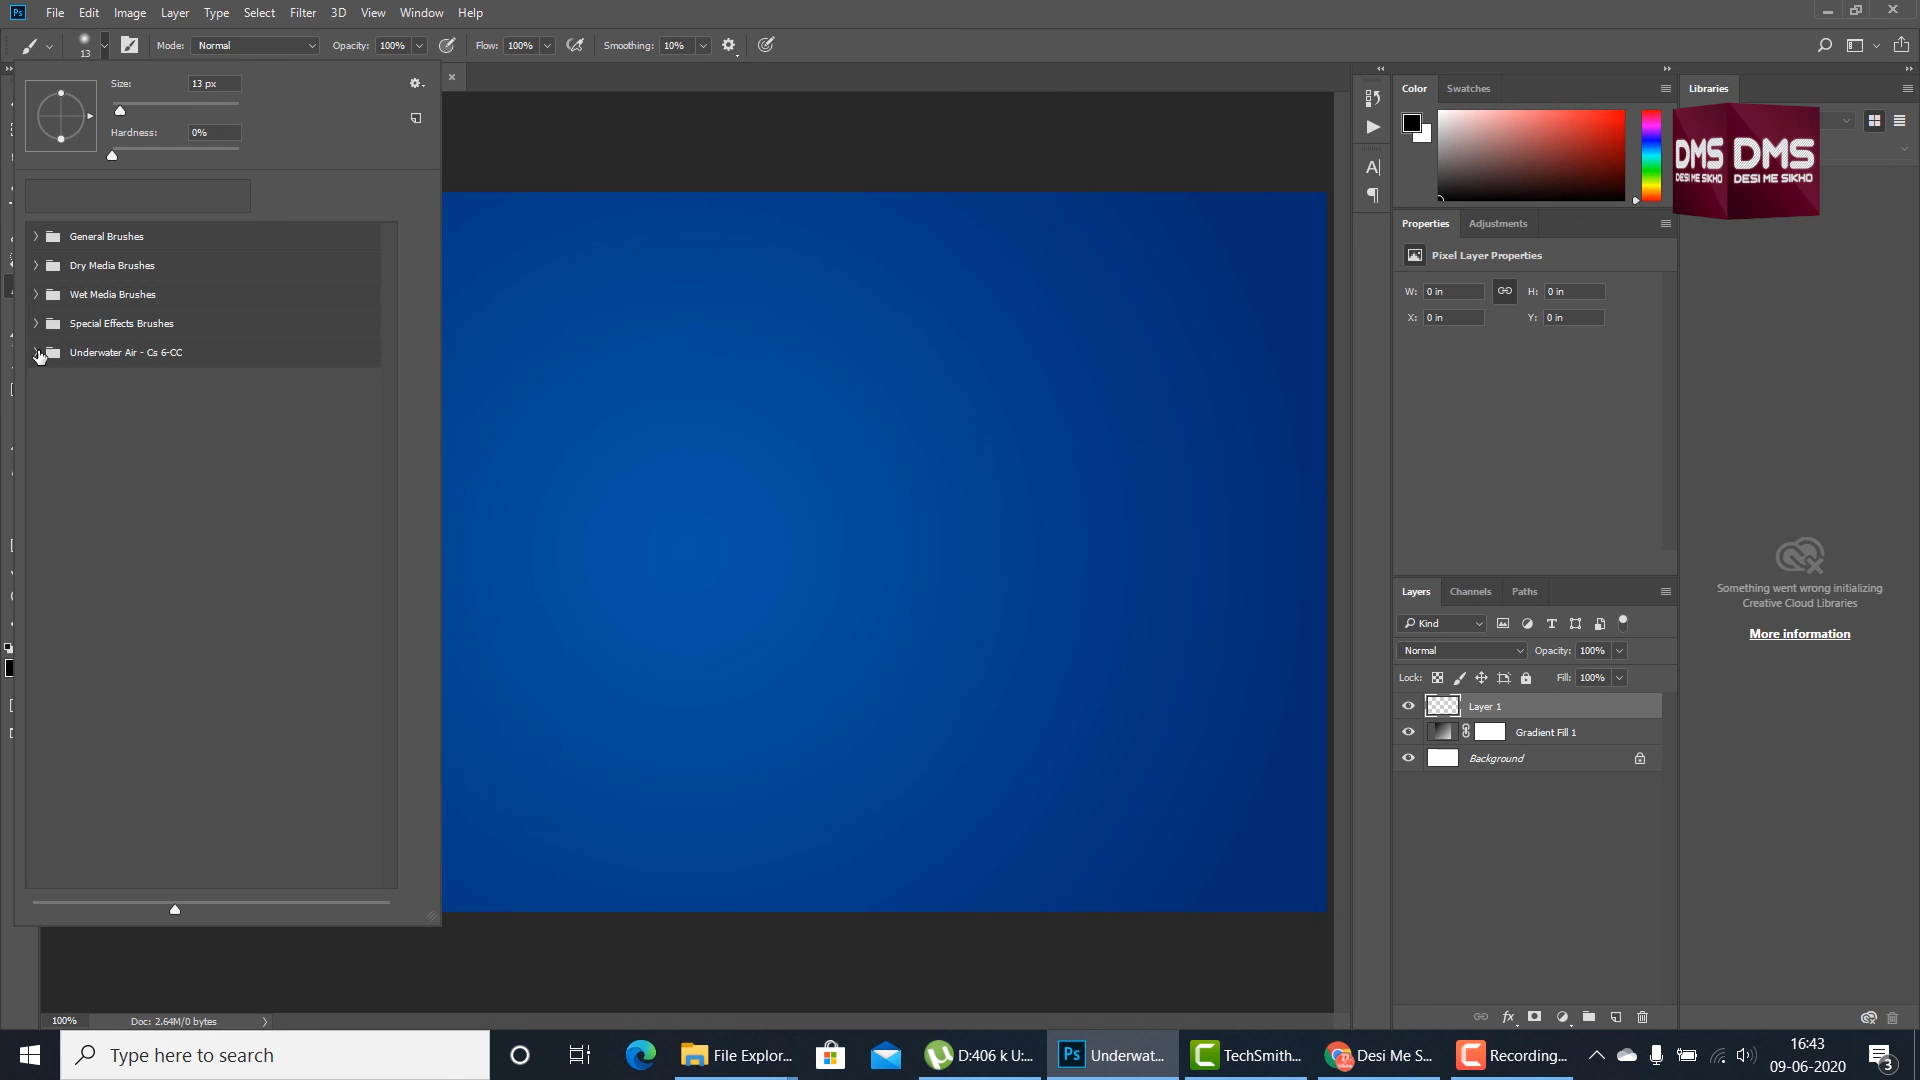 Ps File Edit Image Layer Type Select Filter 3D View Window Help
13 Mode: Normal Opacity: 100% Flow: 100% Smoothing: 10%
Size: 13 px
Hardness: 0%
General Brushes
Dry Media Brushes
Wet Media Brushes
Special Effects Brushes
Underwater Air - Cs 6-CC
Color Swatches
Libraries
DMS DMS
DESI ME SIKHO DESI ME SIKHO
Properties Adjustments
Pixel Layer Properties
W: 0 in H: 0 in
X: 0 in Y: 0 in
Something went wrong initializing
Creative Cloud Libraries
More information
Layers Channels Paths
Kind
Normal Opacity: 100%
Lock: Fill: 100%
Layer 1
Gradient Fill 1
Background
fx
100% Doc: 2.64M/0 bytes
Type here to search
File Explor... D:406 k U:... Ps Underwat... TechSmith... Desi Me S... Recording...
16:43
09-06-2020
3